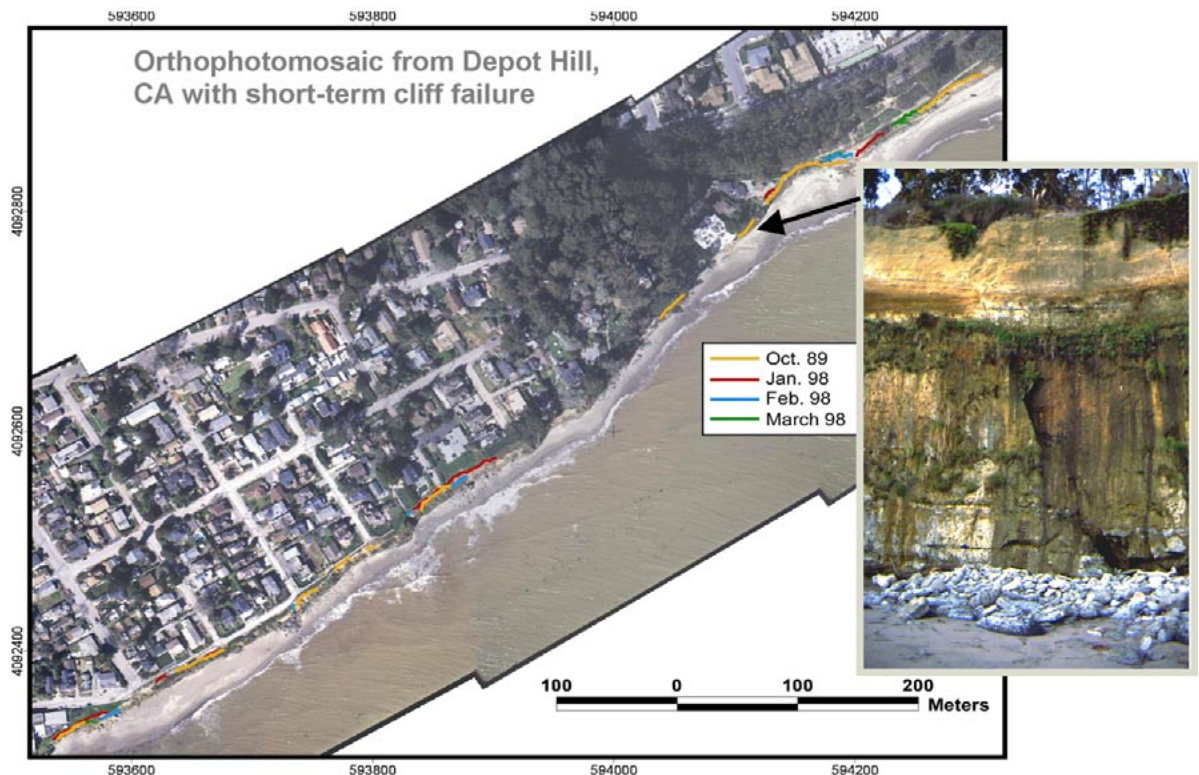 593600 593800 594000 594200
Orthophotomosaic from Depot Hill,
CA with short-term cliff failure
4092800
4092600
4092400
Oct. 89
Jan. 98
Feb. 98
March 98
100 0 100 200
Meters
593600 593800 594000 594200